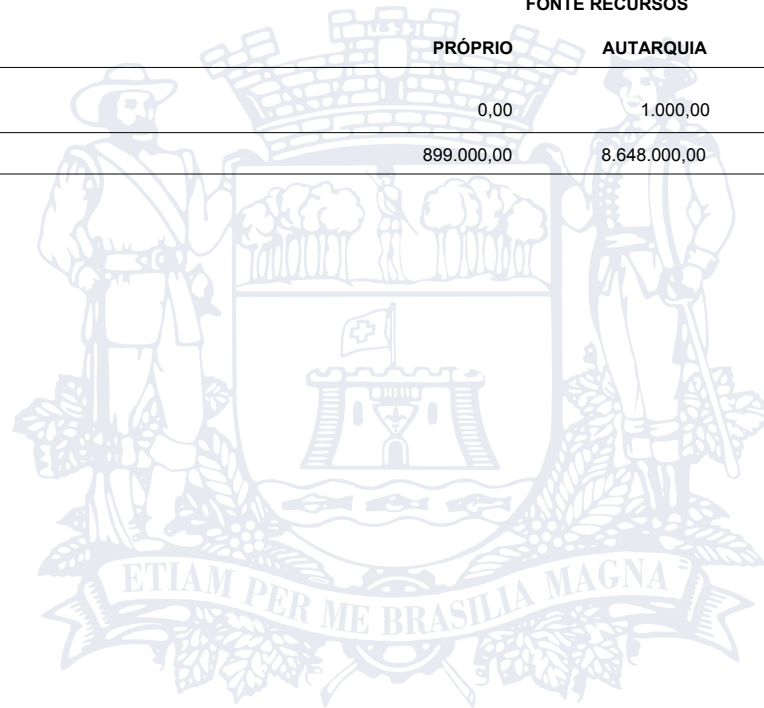 FONTE RECURSOS
PRÓPRIO AUTARQUIA
0,00 1.000,00
899.000,00 8.648.000,00
ETIAM PER ME BRASILIA MAGNA